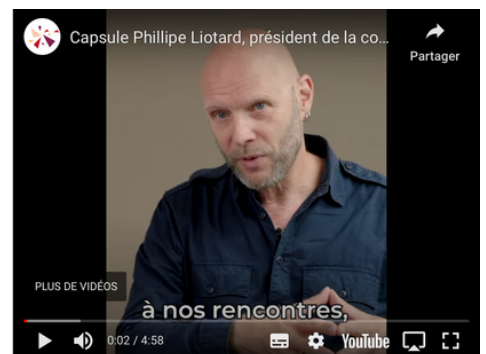 Capsule Phillipe Liotard, président de la co...
Partager
PLUS DE VIDÉOS
à nos rencontres,
0:02 / 4:58
YouTube